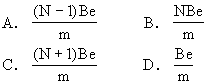 A. (N－1)Be/m B. NBe/m
C. (N＋1)Be/m D. Be/m